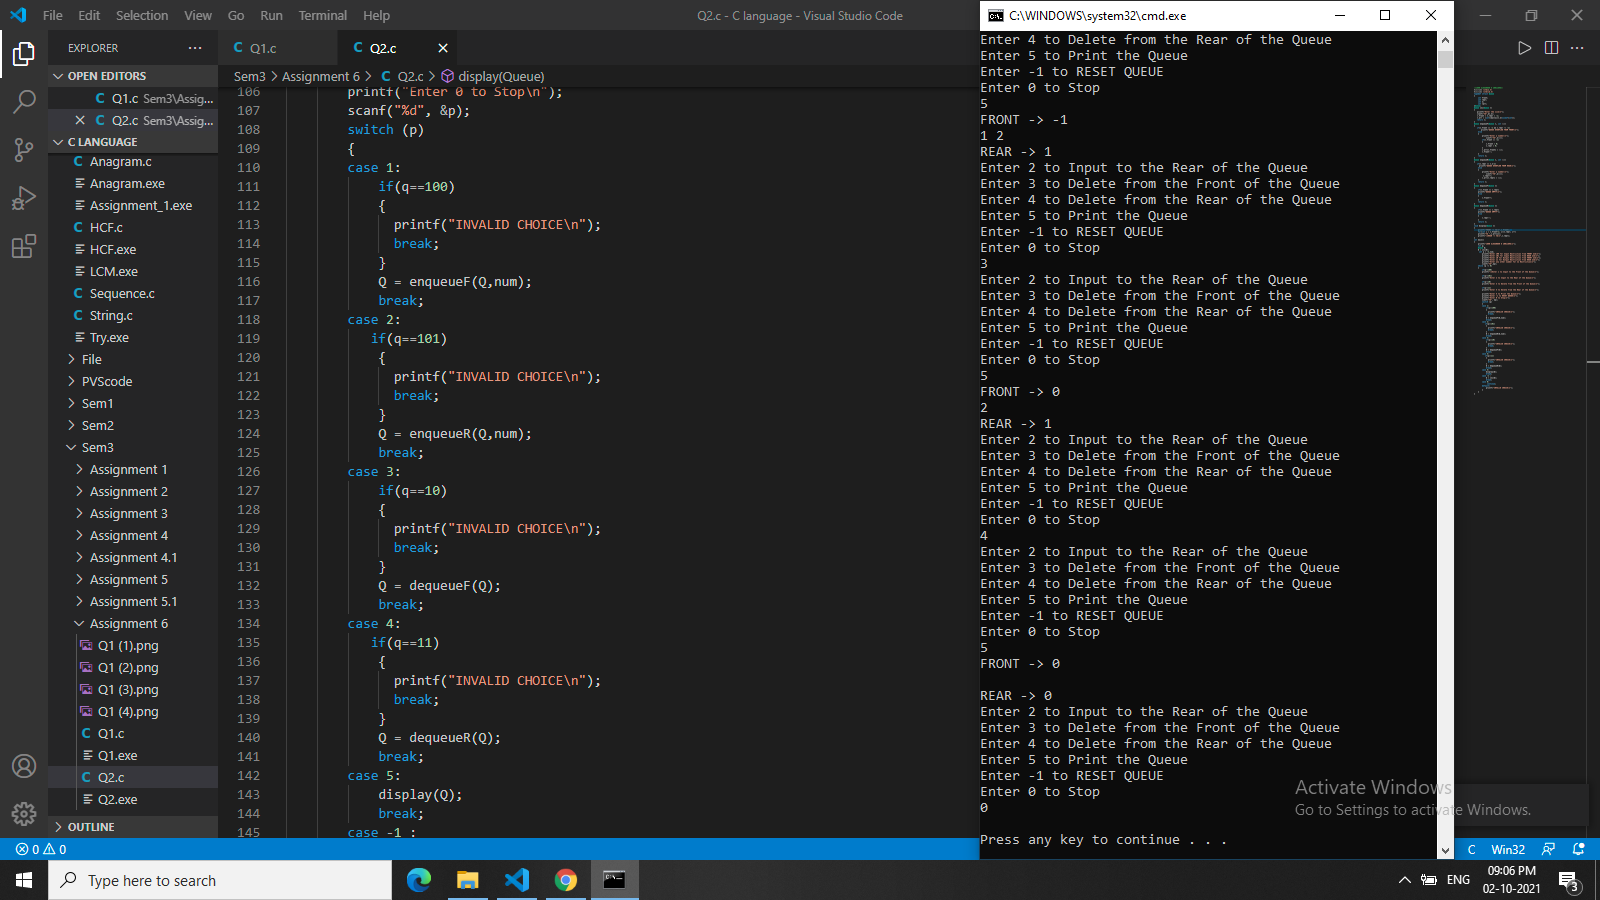 File Edit Selection View Go Run Terminal Help
Q2.c - C language - Visual Studio Code
EXPLORER
OPEN EDITORS
C Q1.c Sem3\Assig...
C Q2.c Sem3\Assig...
C LANGUAGE
C Anagram.c
Anagram.exe
Assignment_1.exe
C HCF.c
HCF.exe
LCM.exe
C Sequence.c
C String.c
Try.exe
File
PVScode
Sem1
Sem2
Sem3
Assignment 1
Assignment 2
Assignment 3
Assignment 4
Assignment 4.1
Assignment 5
Assignment 5.1
Assignment 6
Q1 (1).png
Q1 (2).png
Q1 (3).png
Q1 (4).png
C Q1.c
Q1.exe
C Q2.c
Q2.exe
OUTLINE
C Q1.c
C Q2.c
Sem3 > Assignment 6 > C Q2.c > display(Queue)
106 printf("Enter 0 to Stop\n");
107 scanf("%d", &p);
108 switch (p)
109 {
110 case 1:
111 if(q==100)
112 {
113 printf("INVALID CHOICE\n");
114 break;
115 }
116 Q = enqueueF(Q,num);
117 break;
118 case 2:
119 if(q==101)
120 {
121 printf("INVALID CHOICE\n");
122 break;
123 }
124 Q = enqueueR(Q,num);
125 break;
126 case 3:
127 if(q==10)
128 {
129 printf("INVALID CHOICE\n");
130 break;
131 }
132 Q = dequeueF(Q);
133 break;
134 case 4:
135 if(q==11)
136 {
137 printf("INVALID CHOICE\n");
138 break;
139 }
140 Q = dequeueR(Q);
141 break;
142 case 5:
143 display(Q);
144 break;
145 case -1 :
C:\WINDOWS\system32\cmd.exe
Enter 4 to Delete from the Rear of the Queue
Enter 5 to Print the Queue
Enter -1 to RESET QUEUE
Enter 0 to Stop
5
FRONT -> -1
1 2
REAR -> 1
Enter 2 to Input to the Rear of the Queue
Enter 3 to Delete from the Front of the Queue
Enter 4 to Delete from the Rear of the Queue
Enter 5 to Print the Queue
Enter -1 to RESET QUEUE
Enter 0 to Stop
3
Enter 2 to Input to the Rear of the Queue
Enter 3 to Delete from the Front of the Queue
Enter 4 to Delete from the Rear of the Queue
Enter 5 to Print the Queue
Enter -1 to RESET QUEUE
Enter 0 to Stop
5
FRONT -> 0
2
REAR -> 1
Enter 2 to Input to the Rear of the Queue
Enter 3 to Delete from the Front of the Queue
Enter 4 to Delete from the Rear of the Queue
Enter 5 to Print the Queue
Enter -1 to RESET QUEUE
Enter 0 to Stop
4
Enter 2 to Input to the Rear of the Queue
Enter 3 to Delete from the Front of the Queue
Enter 4 to Delete from the Rear of the Queue
Enter 5 to Print the Queue
Enter -1 to RESET QUEUE
Enter 0 to Stop
5
FRONT -> 0
REAR -> 0
Enter 2 to Input to the Rear of the Queue
Enter 3 to Delete from the Front of the Queue
Enter 4 to Delete from the Rear of the Queue
Enter 5 to Print the Queue
Enter -1 to RESET QUEUE
Enter 0 to Stop
0
Press any key to continue . . .
Activate Windows
Go to Settings to activate Windows.
0 0
C Win32
Type here to search
ENG
09:06 PM
02-10-2021
3